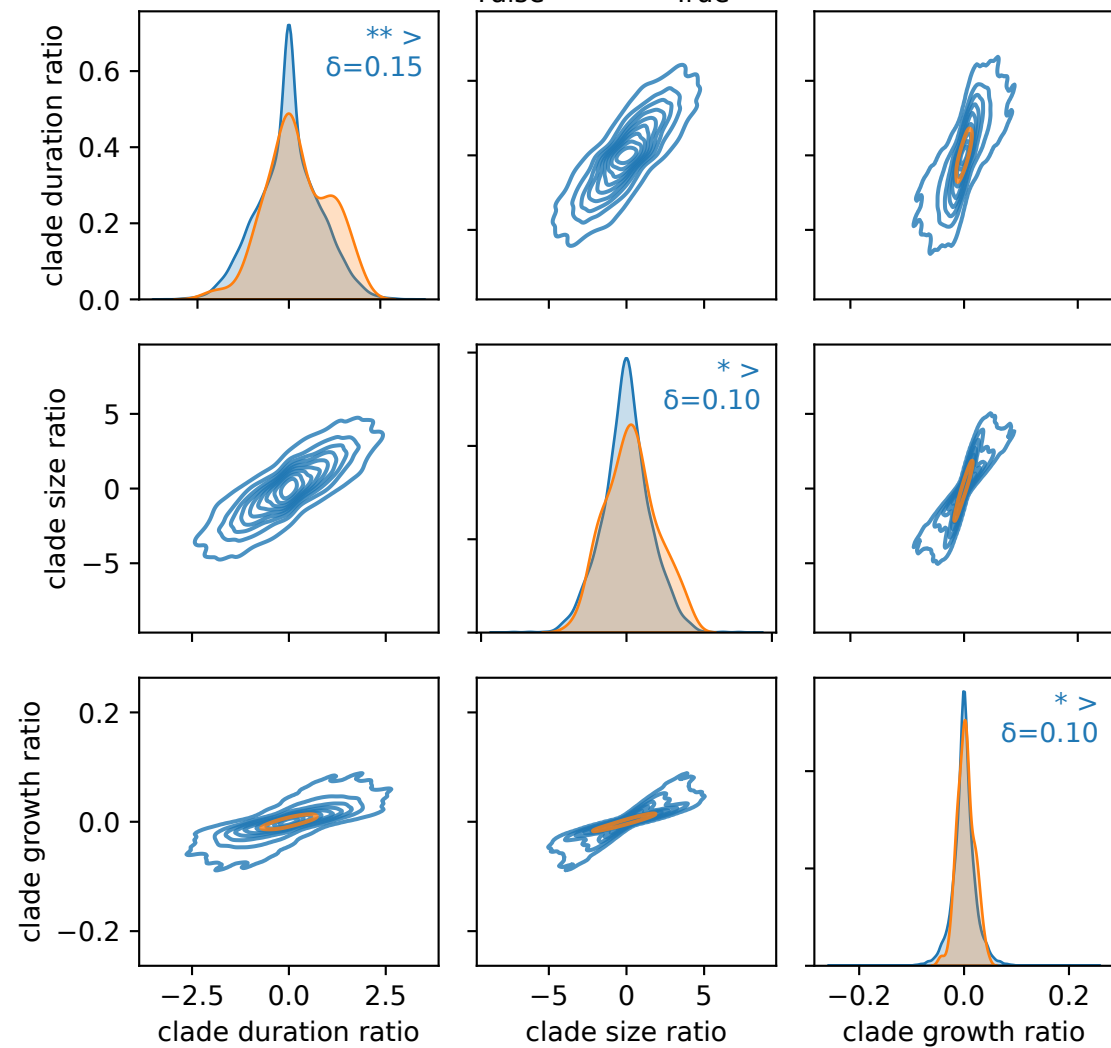 True
clade duration ratio
0.6
0.4
0.2
0.0
** >
δ=0.15
clade size ratio
5
0
−5
* >
δ=0.10
clade growth ratio
0.2
0.0
−0.2
* >
δ=0.10
−2.5 0.0 2.5
−5 0 5
−0.2 0.0 0.2
clade duration ratio
clade size ratio
clade growth ratio